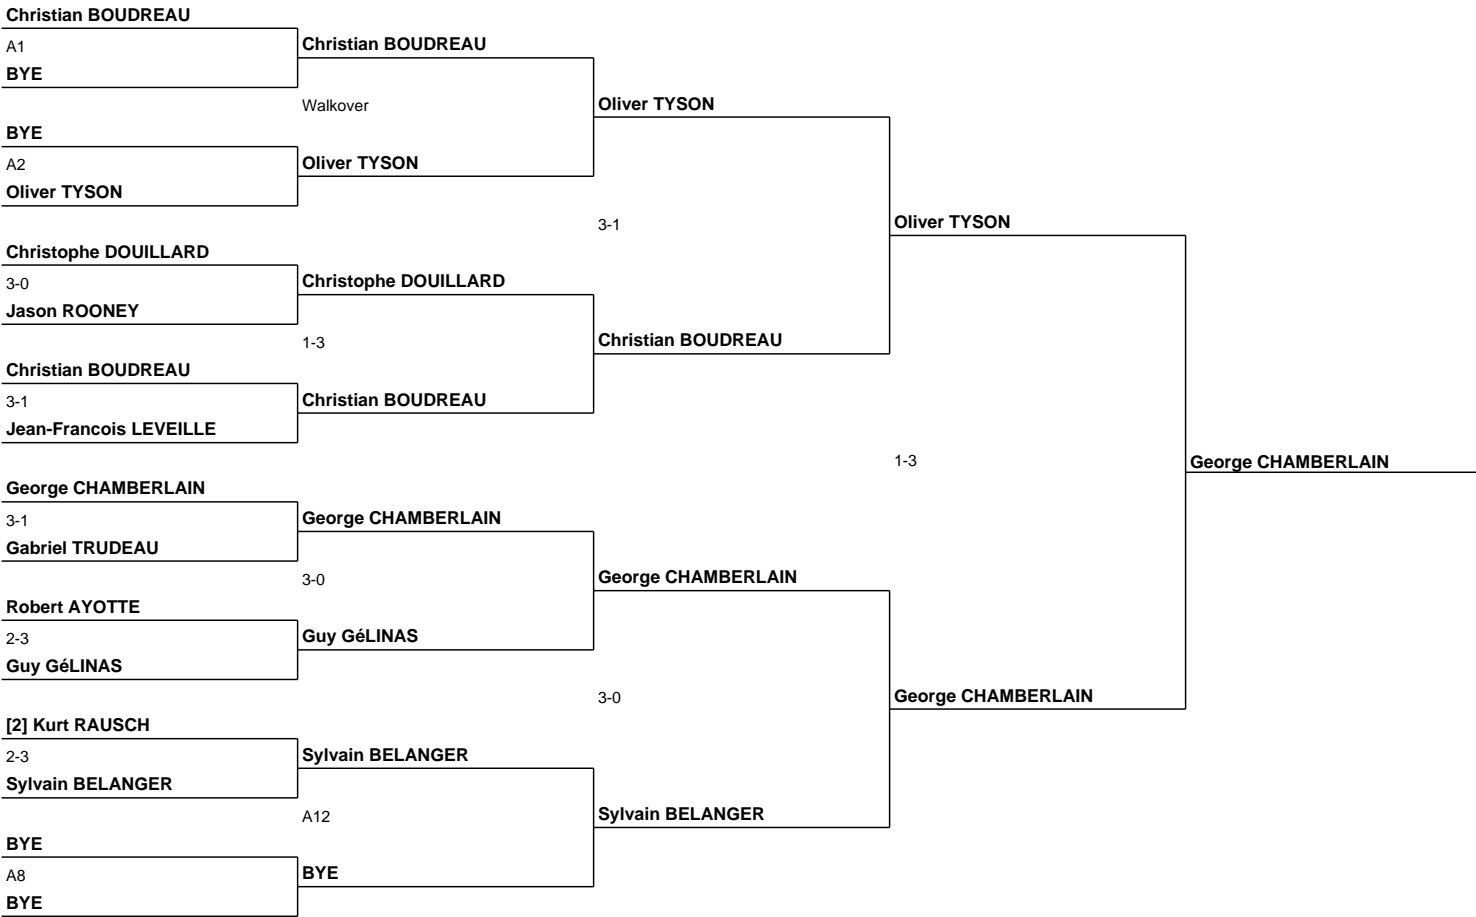 Christian BOUDREAU
A1
Christian BOUDREAU
BYE
Walkover
Oliver TYSON
BYE
A2
Oliver TYSON
Oliver TYSON
3-1
Oliver TYSON
Christophe DOUILLARD
3-0
Christophe DOUILLARD
Jason ROONEY
1-3
Christian BOUDREAU
Christian BOUDREAU
3-1
Christian BOUDREAU
Jean-Francois LEVEILLE
1-3
George CHAMBERLAIN
George CHAMBERLAIN
3-1
George CHAMBERLAIN
Gabriel TRUDEAU
3-0
George CHAMBERLAIN
Robert AYOTTE
2-3
Guy GéLINAS
Guy GéLINAS
3-0
George CHAMBERLAIN
[2] Kurt RAUSCH
2-3
Sylvain BELANGER
Sylvain BELANGER
A12
Sylvain BELANGER
BYE
A8
BYE
BYE